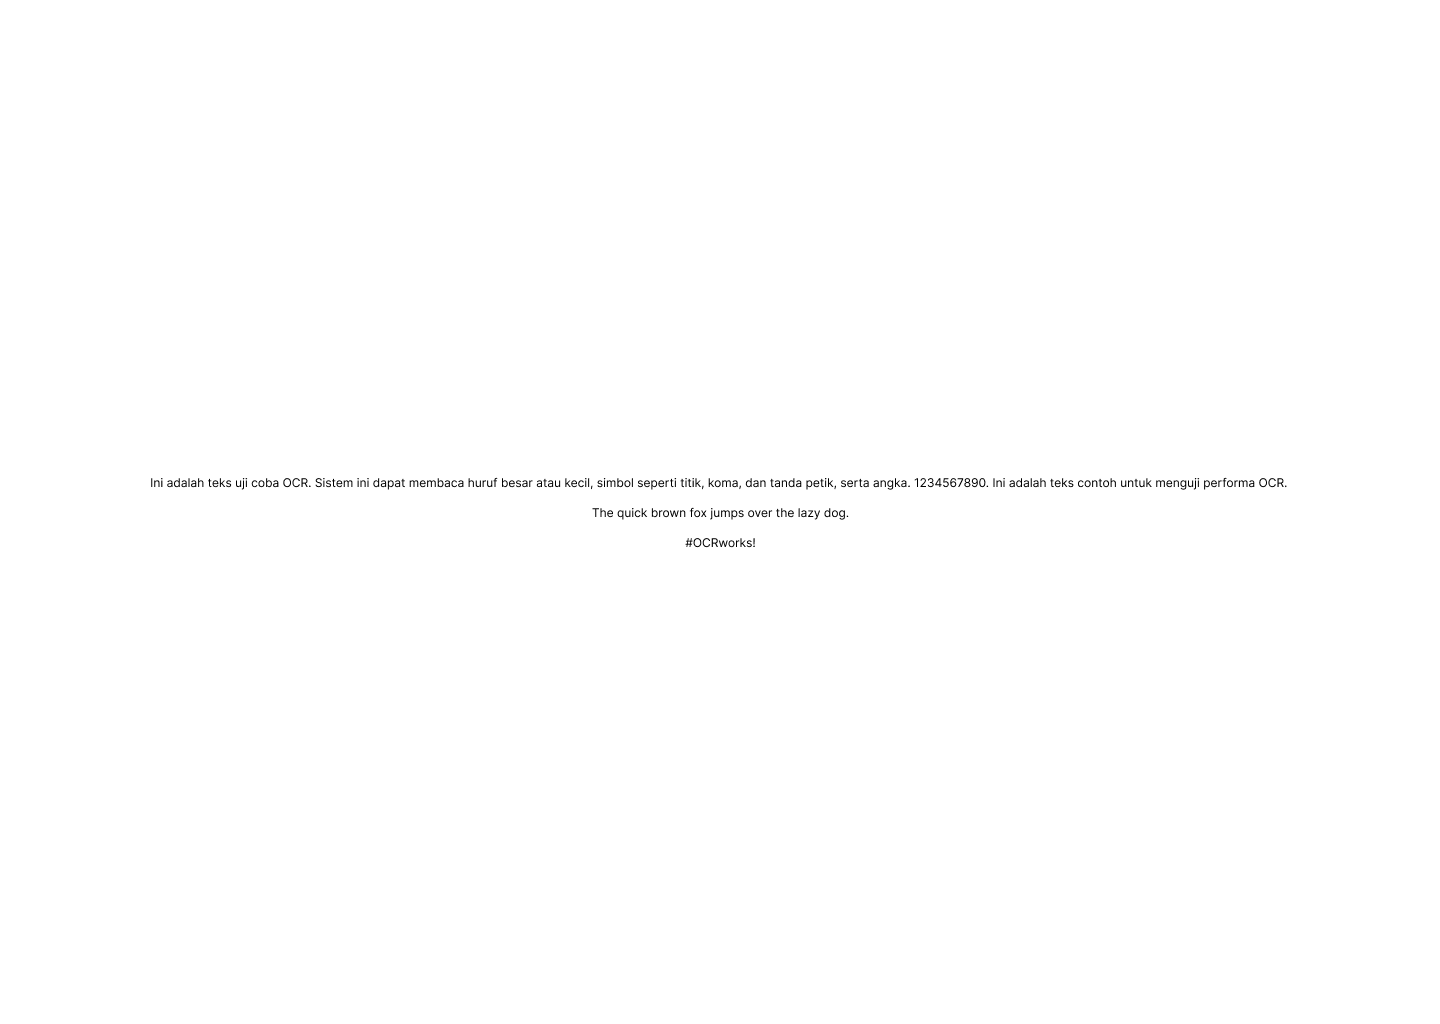 Ini adalah teks uji coba OCR. Sistem ini dapat membaca huruf besar atau kecil, simbol seperti titik, koma, dan tanda petik, serta angka. 1234567890. Ini adalah teks contoh untuk menguji performa OCR.
The quick brown fox jumps over the lazy dog.
#OCRworks!